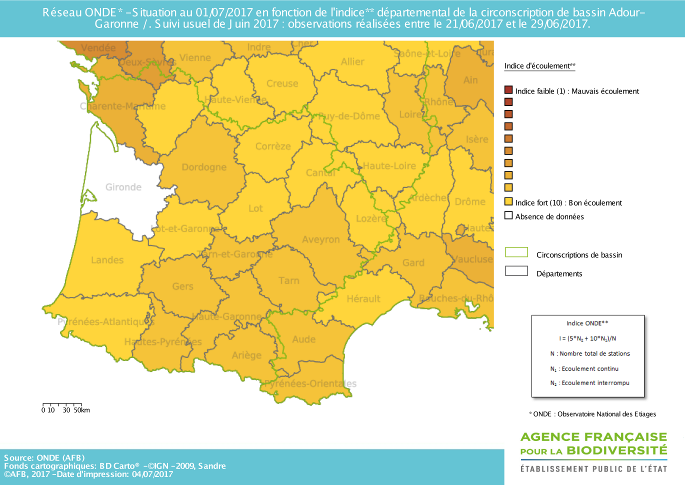 Réseau ONDE* -Situation au 01/07/2017 en fonction de l'indice** départemental de la circonscription de bassin Adour-
Garonne /. Suivi usuel de Juin 2017 : observations réalisées entre le 21/06/2017 et le 29/06/2017.
Vendée
Deux-Sèvres
Vienne
Indre
Cher
Allier
Saône-et-Loire
Jura
Ain
Charente-Maritime
Haute-Vienne
Creuse
Puy-de-Dôme
Loire
Rhône
Isère
Corrèze
Dordogne
Cantal
Haute-Loire
Gironde
Ardèche
Drôme
Lot
Lozère
Hautes
Lot-et-Garonne
Aveyron
Tarn-et-Garonne
Landes
Gard
Vaucluse
Gers
Tarn
Hérault
Bouches-du-Rhô
Pyrénées-Atlantiques
Haute-Garonne
Hautes-Pyrénées
Aude
Ariège
Pyrénées-Orientales
0 10 30 50km
Indice d'écoulement**
Indice faible (1) : Mauvais écoulement
Indice fort (10) : Bon écoulement
Absence de données
Circonscriptions de bassin
Départements
Indice ONDE**
I = (5*N₂ + 10*N₁)/N
N : Nombre total de stations
N₁ : Ecoulement continu
N₂ : Ecoulement interrompu
* ONDE : Observatoire National des Etiages
AGENCE FRANÇAISE
POUR LA BIODIVERSITÉ
ÉTABLISSEMENT PUBLIC DE L'ÉTAT
Source: ONDE (AFB)
Fonds cartographiques: BD Carto® -©IGN -2009, Sandre
©AFB, 2017 -Date d'impression: 04/07/2017